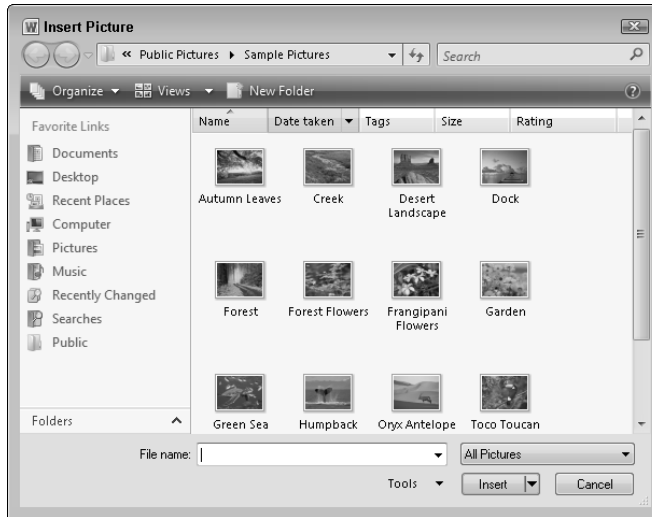 W Insert Picture
« Public Pictures Sample Pictures
Search
Organize Views New Folder ?
Favorite Links
Documents
Desktop
Recent Places
Computer
Pictures
Music
Recently Changed
Searches
Public
Folders
Name Date taken Tags Size Rating
Autumn Leaves Creek Desert Landscape Dock
Forest Forest Flowers Frangipani Flowers Garden
Green Sea Humpback Oryx Antelope Toco Toucan
File name: All Pictures
Tools Insert Cancel